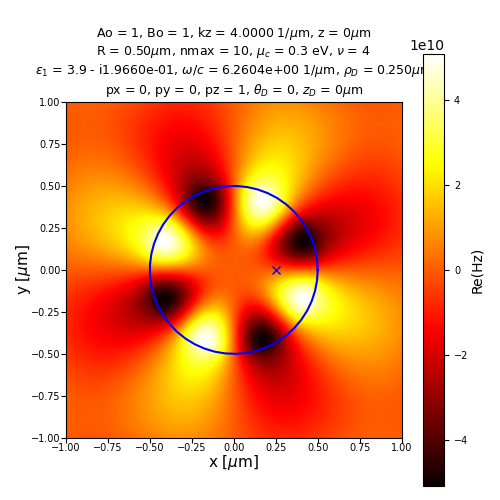 Ao = 1, Bo = 1, kz = 4.0000 1/μm, z = 0μm
R = 0.50μm, nmax = 10, μc = 0.3 eV, ν = 4
ε1 = 3.9 - i1.9660e-01, ω/c = 6.2604e+00 1/μm, ρD = 0.250μm
px = 0, py = 0, pz = 1, θD = 0, zD = 0μm
1e10
1.00
0.75
0.50
0.25
0.00
−0.25
−0.50
−0.75
−1.00
y [μm]
−1.00 −0.75 −0.50 −0.25 0.00 0.25 0.50 0.75 1.00
x [μm]
4
2
0
−2
−4
Re(Hz)